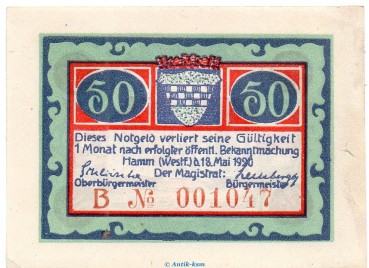 50 50
Dieses Notgeld verliert seine Gültigkeit
1 Monat nach erfolgter öffentl. Bekanntmachung
Hamm (Westf.) d. 18. Mai 1920
Der Magistrat:
Oberbürgermeister Bürgermeister
B № 001047
© Antik-kum